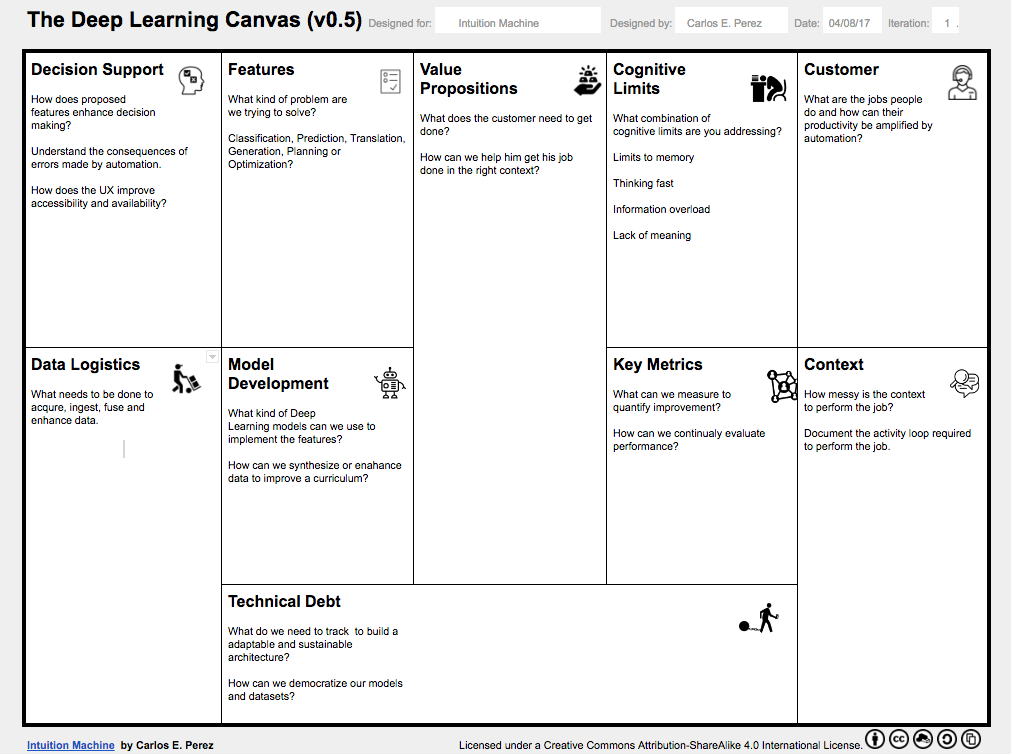 The Deep Learning Canvas (v0.5) Designed for: Intuition Machine Designed by: Carlos E. Perez Date: 04/08/17 Iteration: 1 .
Decision Support
How does proposed
features enhance decision
making?
Understand the consequences of
errors made by automation.
How does the UX improve
accessibility and availability?
Features
What kind of problem are
we trying to solve?
Classification, Prediction, Translation,
Generation, Planning or
Optimization?
Value
Propositions
What does the customer need to get
done?
How can we help him get his job
done in the right context?
Cognitive
Limits
What combination of
cognitive limits are you addressing?
Limits to memory
Thinking fast
Information overload
Lack of meaning
Customer
What are the jobs people
do and how can their
productivity be amplified by
automation?
Data Logistics
What needs to be done to
acqure, ingest, fuse and
enhance data.
Model
Development
What kind of Deep
Learning models can we use to
implement the features?
How can we synthesize or enahance
data to improve a curriculum?
Key Metrics
What can we measure to
quantify improvement?
How can we continualy evaluate
performance?
Context
How messy is the context
to perform the job?
Document the activity loop required
to perform the job.
Technical Debt
What do we need to track to build a
adaptable and sustainable
architecture?
How can we democratize our models
and datasets?
Intuition Machine by Carlos E. Perez
Licensed under a Creative Commons Attribution-ShareAlike 4.0 International License.
cc